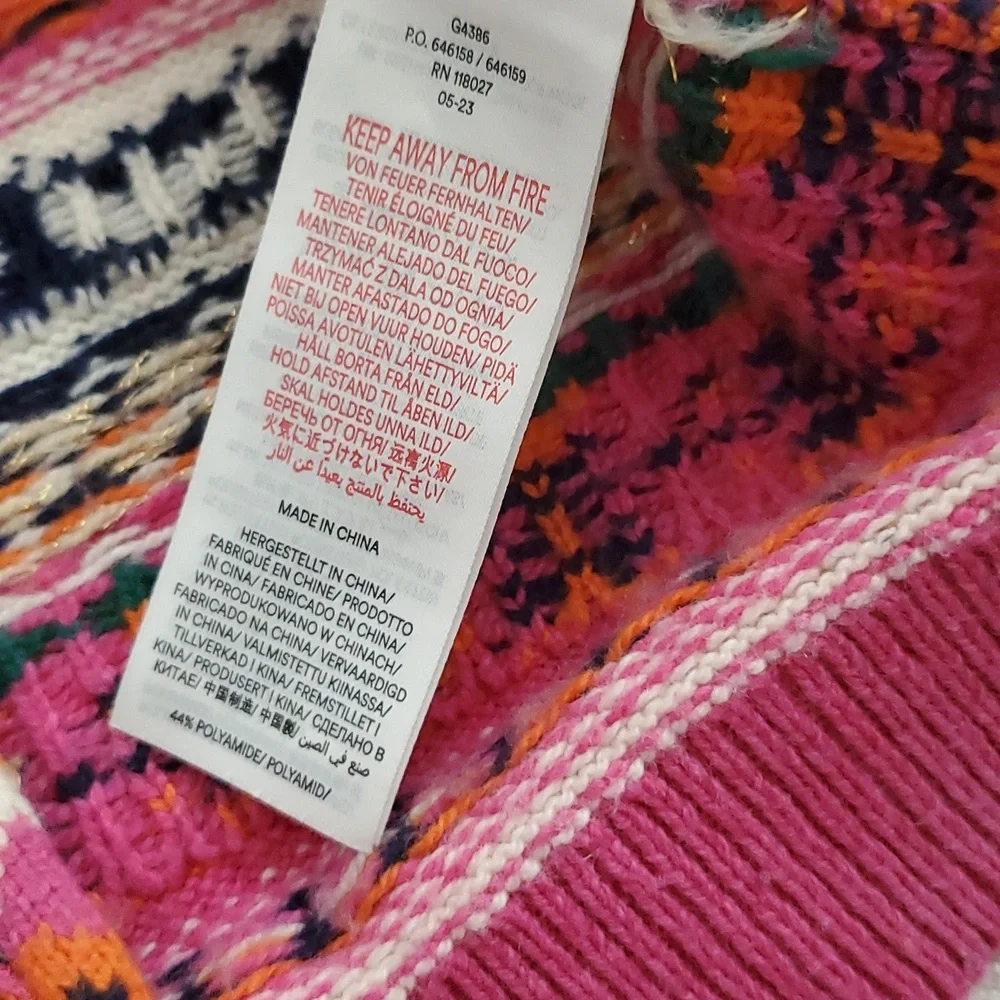 G4386
P.O. 646158 / 646159
RN 118027
05-23
KEEP AWAY FROM FIRE
VON FEUER FERNHALTEN/
TENIR ÉLOIGNÉ DU FEU/
TENERE LONTANO DAL FUOCO/
MANTENER ALEJADO DEL FUEGO/
TRZYMAĆ Z DALA OD OGNIA/
MANTER AFASTADO DO FOGO/
NIET BIJ OPEN VUUR HOUDEN/ PIDÄ
POISSA AVOTULEN LÄHETTYVILTÄ/
HÅLL BORTA FRÅN ELD/
HOLD AFSTAND TIL ÅBEN ILD/
SKAL HOLDES UNNA ILD/
БЕРЕЧЬ ОТ ОГНЯ/ 远离火源/
火気に近づけないで下さい/
يحتفظ بالمنتج بعيدا عن النار
MADE IN CHINA
HERGESTELLT IN CHINA/
FABRIQUÉ EN CHINE/ PRODOTTO
IN CINA/ FABRICADO EN CHINA/
WYPRODUKOWANO W CHINACH/
FABRICADO NA CHINA/ VERVAARDIGD
IN CHINA/ VALMISTETTU KIINASSA/
TILLVERKAD I KINA/ FREMSTILLET I
KINA/ PRODUSERT I KINA/ СДЕЛАНО В
КИТАЕ/ 中国制造/ 中国製/ صنع في الصين
44% POLYAMIDE/ POLYAMID/